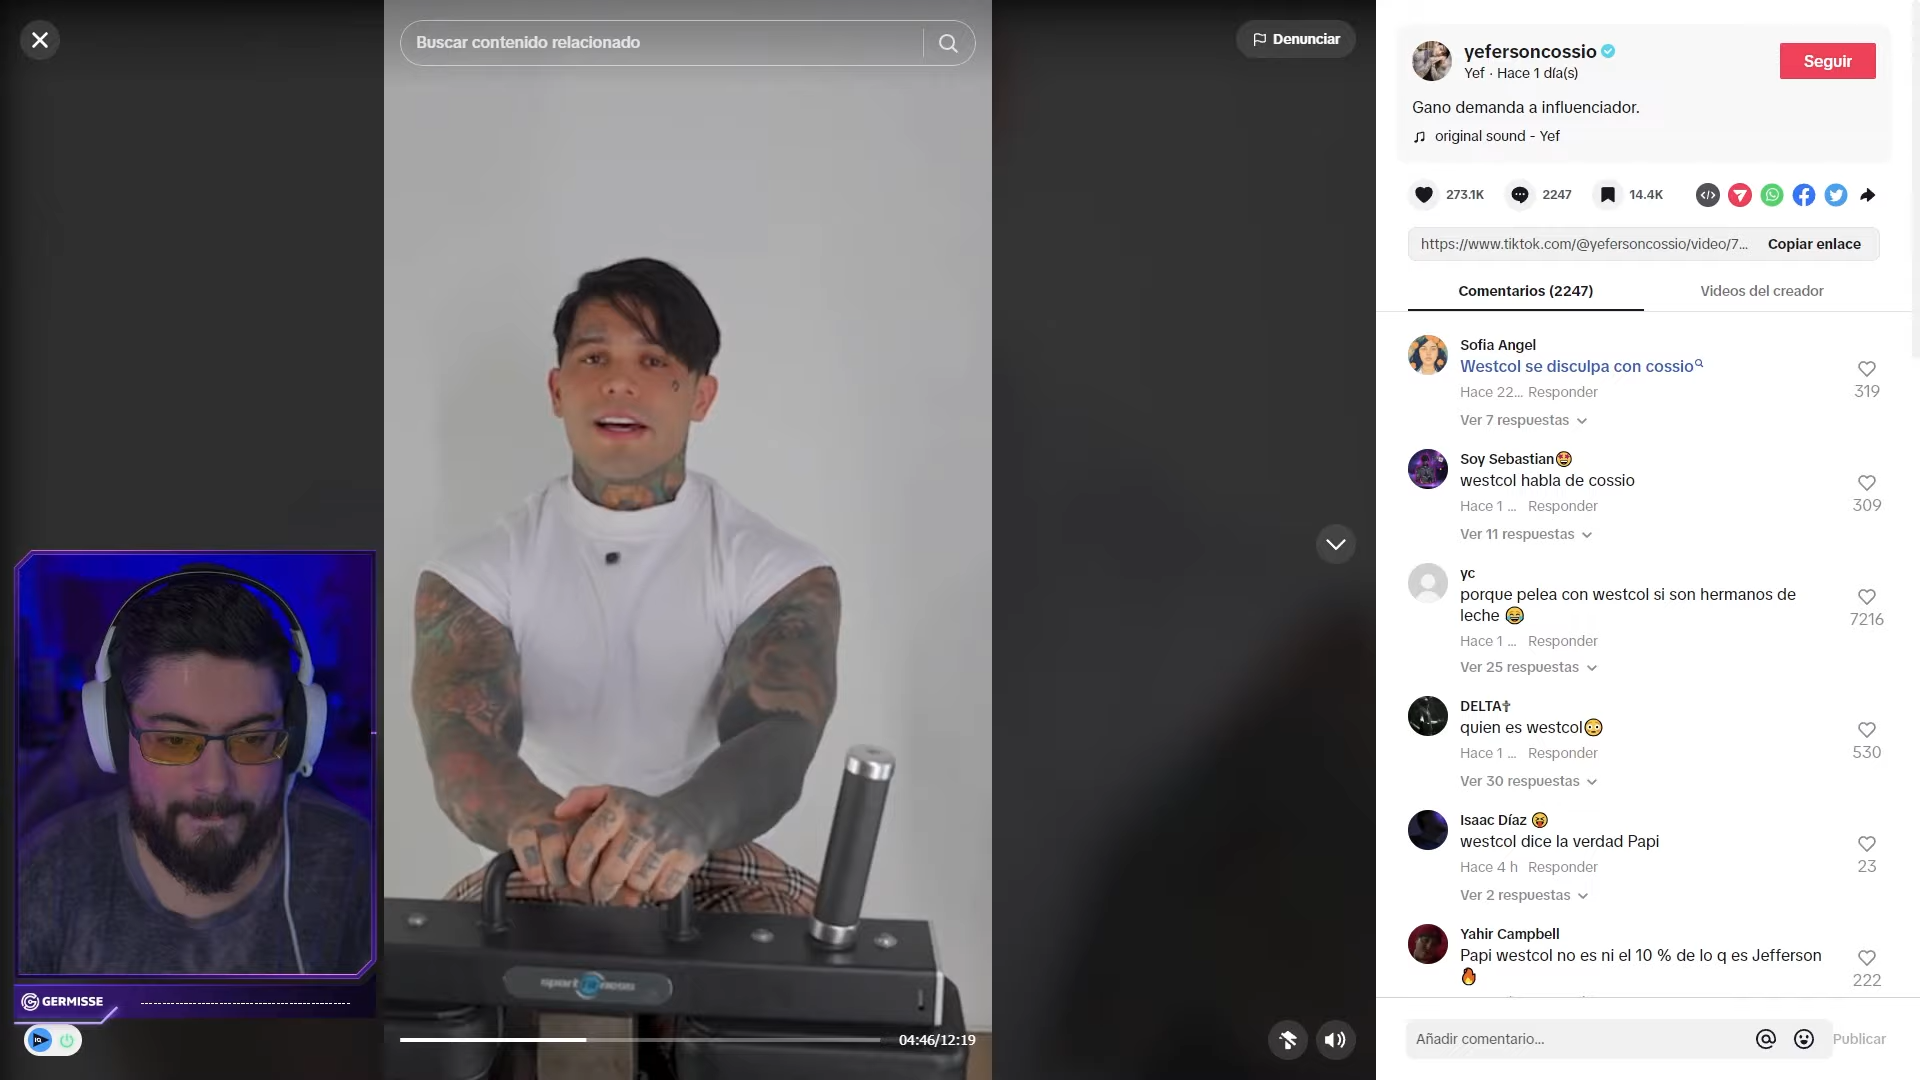 Buscar contenido relacionado
Denunciar
04:46/12:19
GERMISSE
yefersoncossio
Yef · Hace 1 día(s)
Seguir
Gano demanda a influenciador.
original sound - Yef
273.1K
2247
14.4K
https://www.tiktok.com/@yefersoncossio/video/7...
Copiar enlace
Comentarios (2247)
Videos del creador
Sofia Angel
Westcol se disculpa con cossio
Hace 22... Responder
319
Ver 7 respuestas
Soy Sebastian🤩
westcol habla de cossio
Hace 1 ... Responder
309
Ver 11 respuestas
yc
porque pelea con westcol si son hermanos de
leche 😂
Hace 1 ... Responder
7216
Ver 25 respuestas
DELTA✝
quien es westcol😳
Hace 1 ... Responder
530
Ver 30 respuestas
Isaac Díaz 😝
westcol dice la verdad Papi
Hace 4 h Responder
23
Ver 2 respuestas
Yahir Campbell
Papi westcol no es ni el 10 % de lo q es Jefferson
🔥
222
Añadir comentario...
Publicar